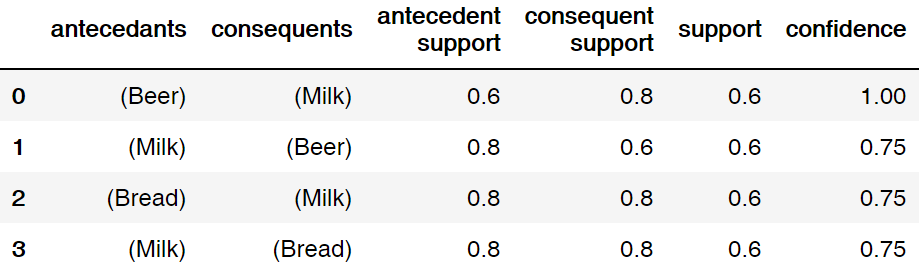 antecedants consequents antecedent support consequent support support confidence
0 (Beer) (Milk) 0.6 0.8 0.6 1.00
1 (Milk) (Beer) 0.8 0.6 0.6 0.75
2 (Bread) (Milk) 0.8 0.8 0.6 0.75
3 (Milk) (Bread) 0.8 0.8 0.6 0.75